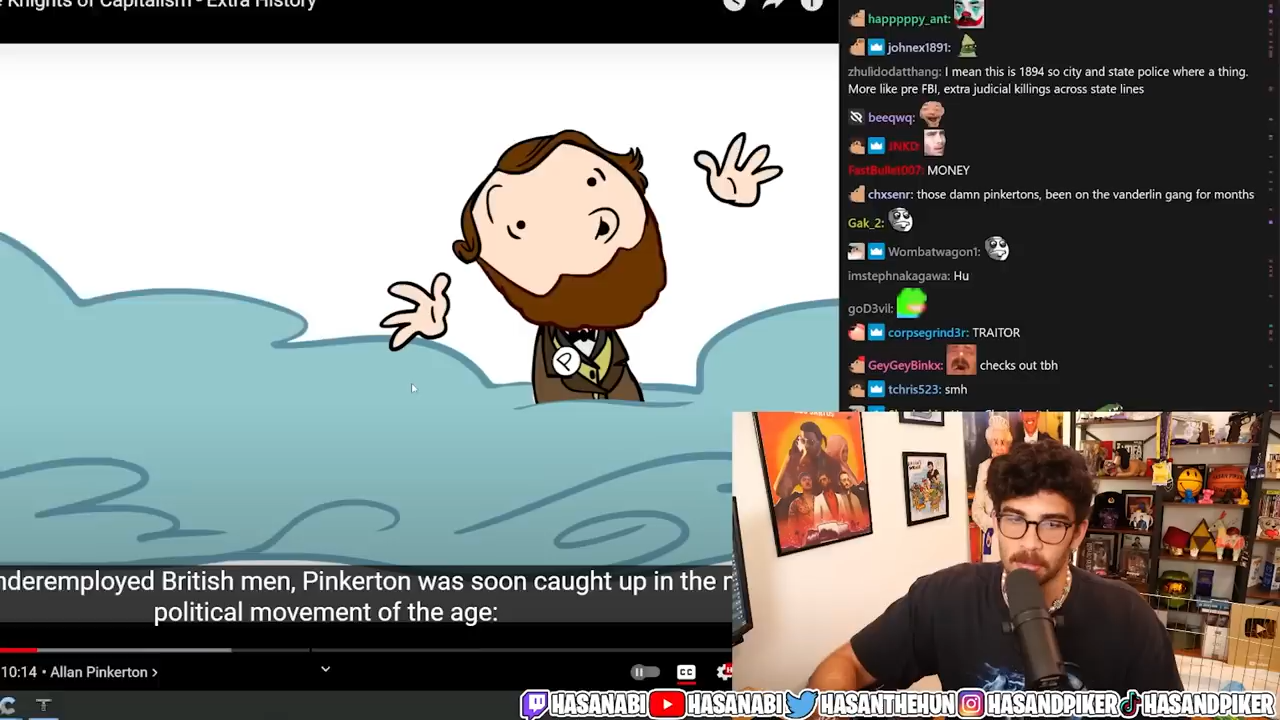 Knights of Capitalism - Extra History
happpppy_ant:
johnex1891:
zhulidodatthang: I mean this is 1894 so city and state police where a thing.
More like pre FBI, extra judicial killings across state lines
beeqwq:
JNKD:
FastBullet007: MONEY
chxsenr: those damn pinkertons, been on the vanderlin gang for months
Gak_2:
Wombatwagon1:
imstephnakagawa: Hu
goD3vil:
corpsegrind3r: TRAITOR
GeyGeyBinkx: checks out tbh
tchris523: smh
P
nderemployed British men, Pinkerton was soon caught up in the
political movement of the age:
10:14 • Allan Pinkerton >
CC
HASANABI HASANABI HASANTHEHUN HASANDPIKER HASANDPIKER